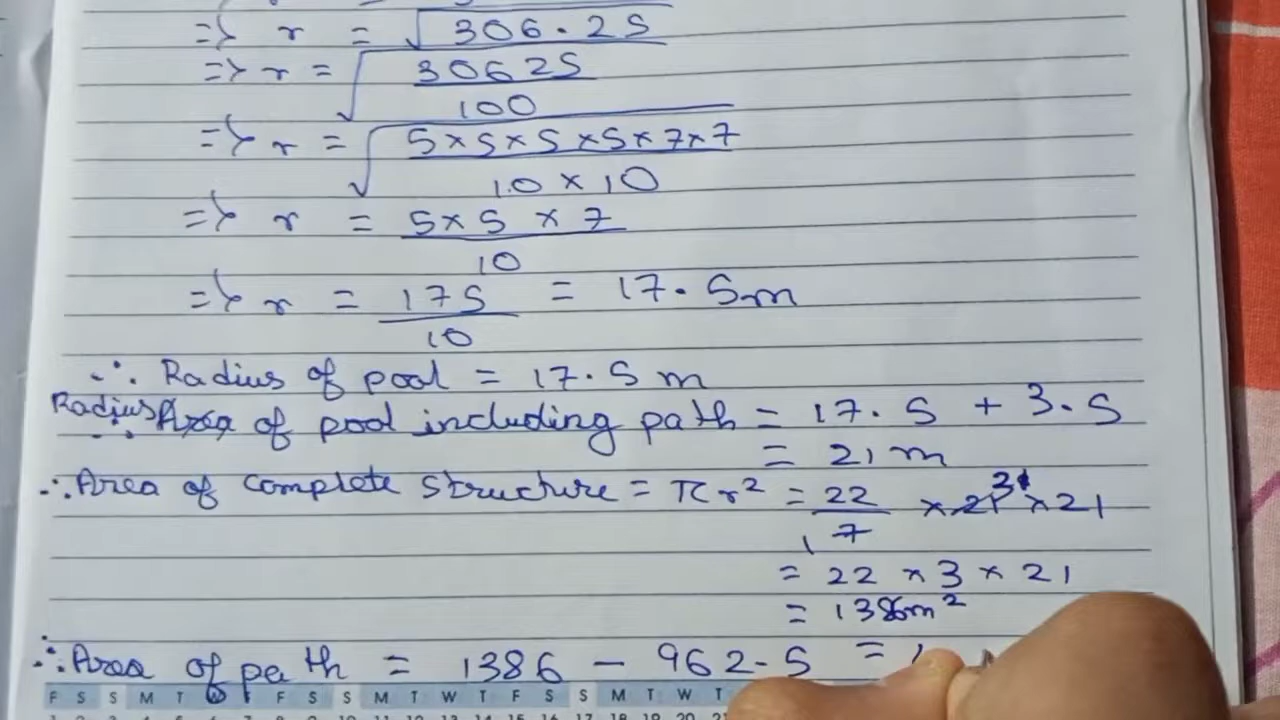 => r = √306.25
=> r = √30625
100
=> r = √5×5×5×5×7×7
10×10
=> r = 5×5×7
10
=> r = 175 = 17.5m
10
∴ Radius of pool = 17.5 m
Radius of pool including path = 17.5 + 3.5
= 21 m
∴ Area of complete structure = πr² = 22 × 21 3 × 21
1 7
= 22 × 3 × 21
= 1386m²
∴ Area of path = 1386 - 962.5 =
F S S M T W T F S S M T W T F S S M T W T